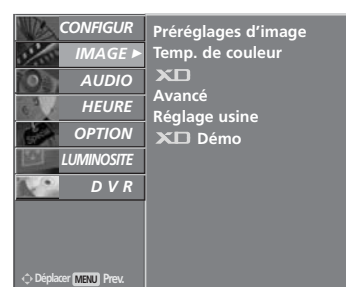 CONFIGUR
IMAGE ►
AUDIO
HEURE
OPTION
LUMINOSITE
D V R
Préréglages d'image
Temp. de couleur
XD
Avancé
Réglage usine
XD Démo
Déplacer MENU Prev.